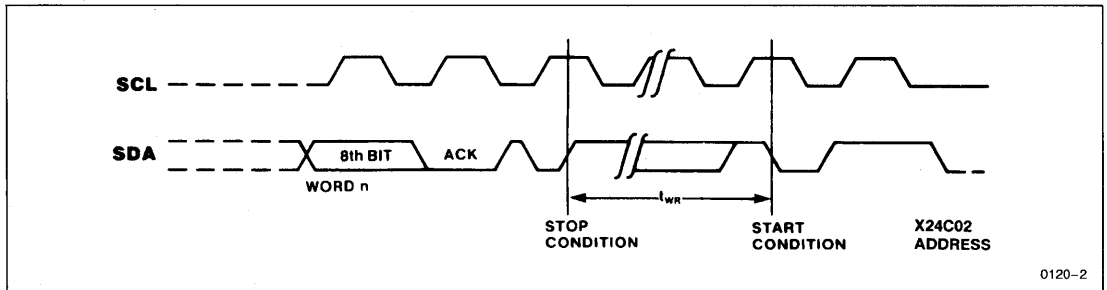 SCL
SDA
8th BIT
ACK
WORD n
tWR
STOP
CONDITION
START
CONDITION
X24C02
ADDRESS
0120-2